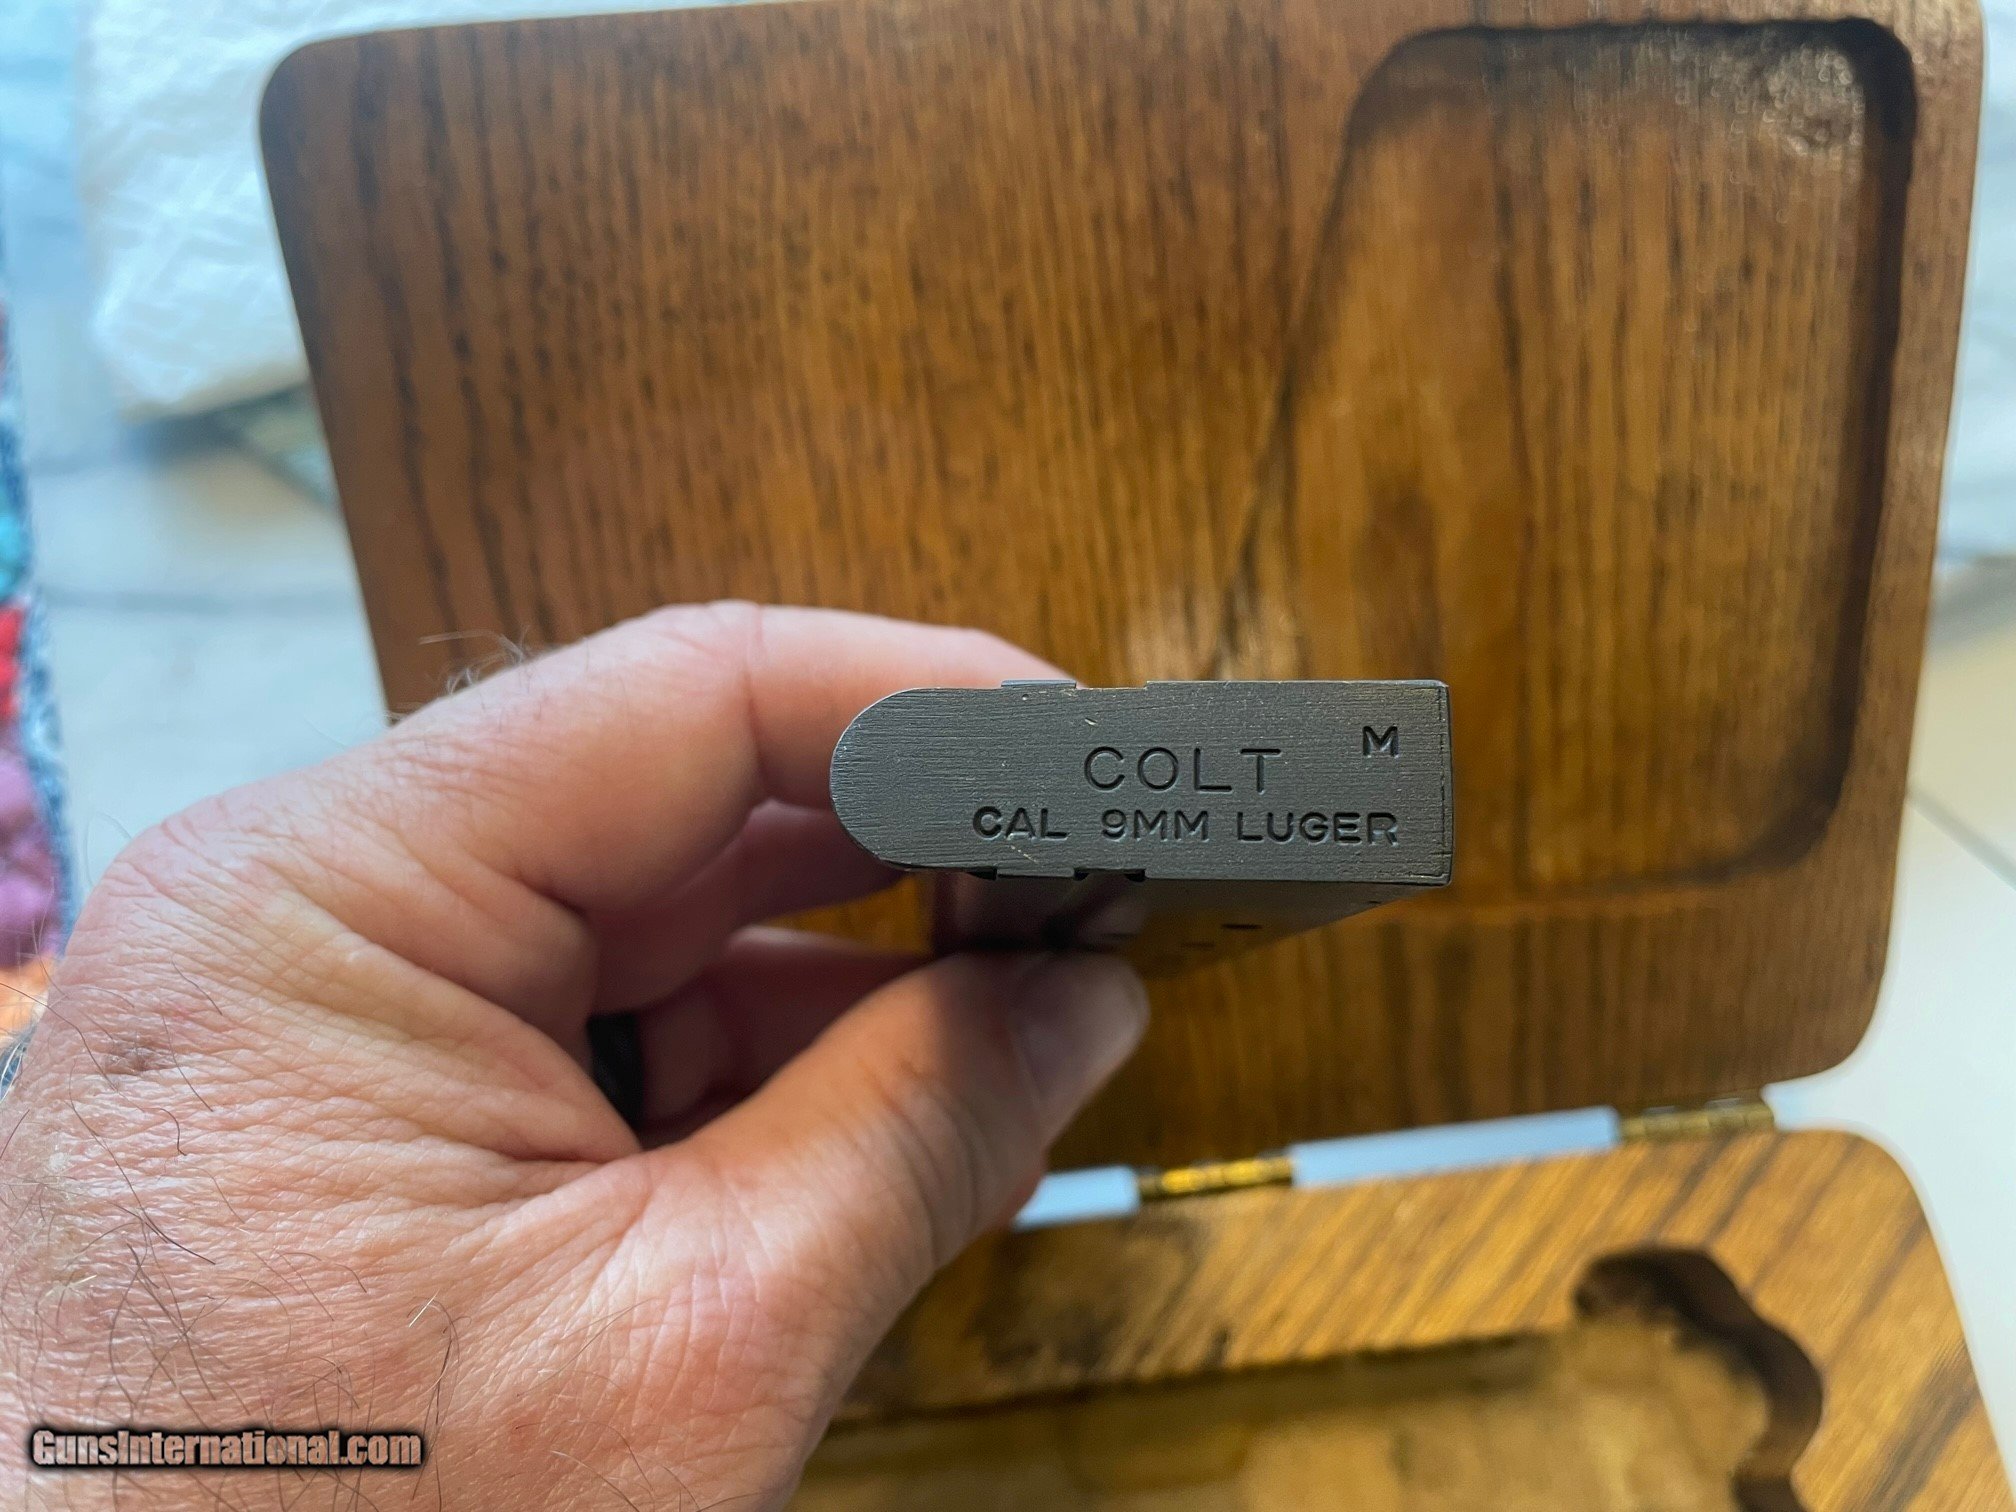 M
COLT
CAL 9MM LUGER
GunsInternational.com